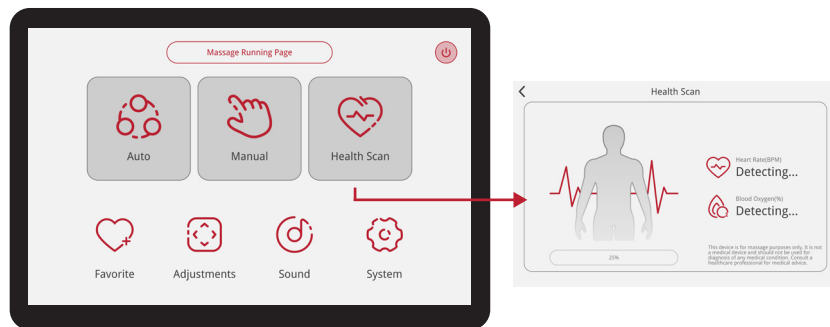 Massage Running Page
Auto
Manual
Health Scan
Favorite
Adjustments
Sound
System
Health Scan
Heart Rate(BPM)
Detecting...
Blood Oxygen(%)
Detecting...
25%
This device is for massage purposes only. It is not
a medical device and should not be used for
diagnosis of any medical condition. Consult a
healthcare professional for medical advice.